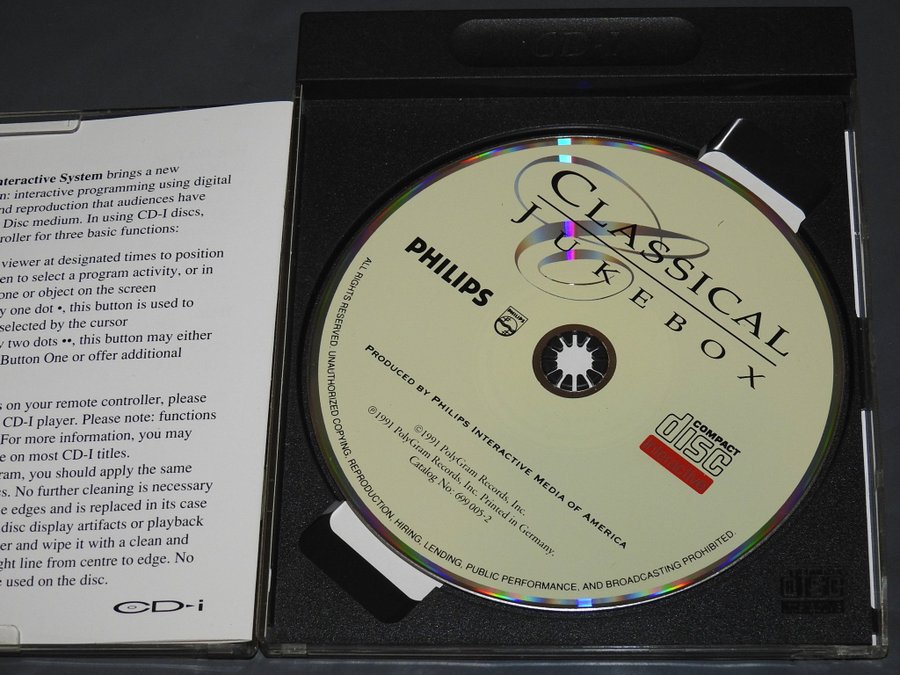 CD-I
nteractive System brings a new
n: interactive programming using digital
nd reproduction that audiences have
Disc medium. In using CD-I discs,
roller for three basic functions:
viewer at designated times to position
en to select a program activity, or in
one or object on the screen
y one dot •, this button is used to
selected by the cursor
y two dots ••, this button may either
Button One or offer additional
s on your remote controller, please
CD-I player. Please note: functions
For more information, you may
e on most CD-I titles.
ram, you should apply the same
es. No further cleaning is necessary
e edges and is replaced in its case
disc display artifacts or playback
er and wipe it with a clean and
ght line from centre to edge. No
e used on the disc.
CD-i
CLASSICAL
JUKEBOX
PHILIPS
PHILIPS
COMPACT
disc
Interactive
PRODUCED BY PHILIPS INTERACTIVE MEDIA OF AMERICA
©1991 PolyGram Records, Inc.
℗1991 PolyGram Records, Inc. Printed in Germany.
Catalog No: 699 005-2
ALL RIGHTS RESERVED. UNAUTHORIZED COPYING, REPRODUCTION, HIRING, LENDING, PUBLIC PERFORMANCE, AND BROADCASTING PROHIBITED.
disc